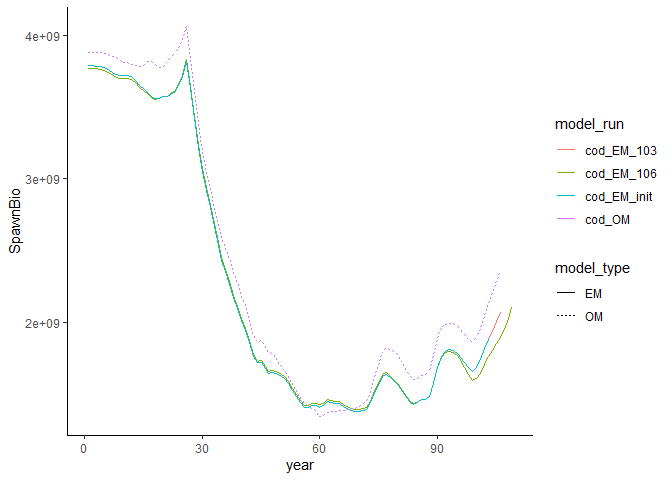 4e+09
3e+09
2e+09
SpawnBio
0
30
60
90
year
model_run
cod_EM_103
cod_EM_106
cod_EM_init
cod_OM
model_type
EM
OM